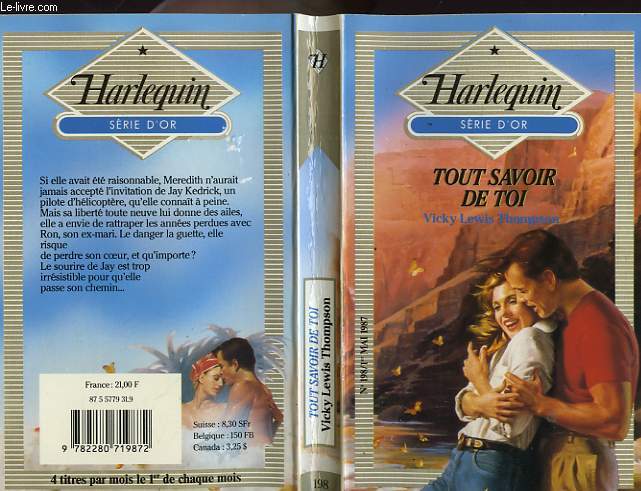 Le-livre.com
Harlequin
SÉRIE D'OR
Si elle avait été raisonnable, Meredith n'aurait
jamais accepté l'invitation de Jay Kedrick, un
pilote d'hélicoptère, qu'elle connaît à peine.
Mais sa liberté toute neuve lui donne des ailes,
elle a envie de rattraper les années perdues avec
Ron, son ex-mari. Le danger la guette, elle
risque
de perdre son cœur, et qu'importe ?
Le sourire de Jay est trop
irrésistible pour qu'elle
passe son chemin...
France : 21,00 F
87 5 5779 31.9
9 782280 719872
Suisse : 8,30 SFr
Belgique : 150 FB
Canada : 3,25 $
4 titres par mois le 1er de chaque mois
H
TOUT SAVOIR DE TOI
Vicky Lewis Thompson
198
Harlequin
SÉRIE D'OR
TOUT SAVOIR
DE TOI
Vicky Lewis Thompson
Le-livre.com